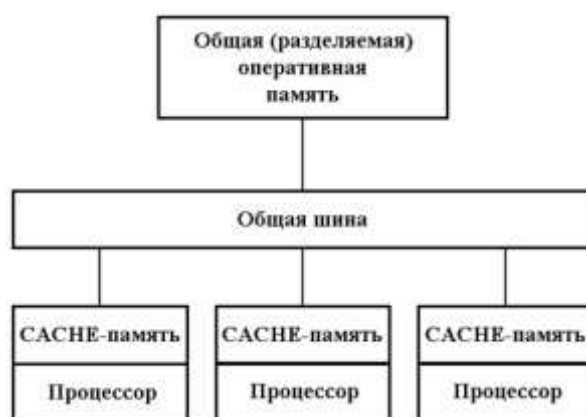 Общая (разделяемая)
оперативная
память
Общая шина
CACHE-память
CACHE-память
CACHE-память
Процессор
Процессор
Процессор